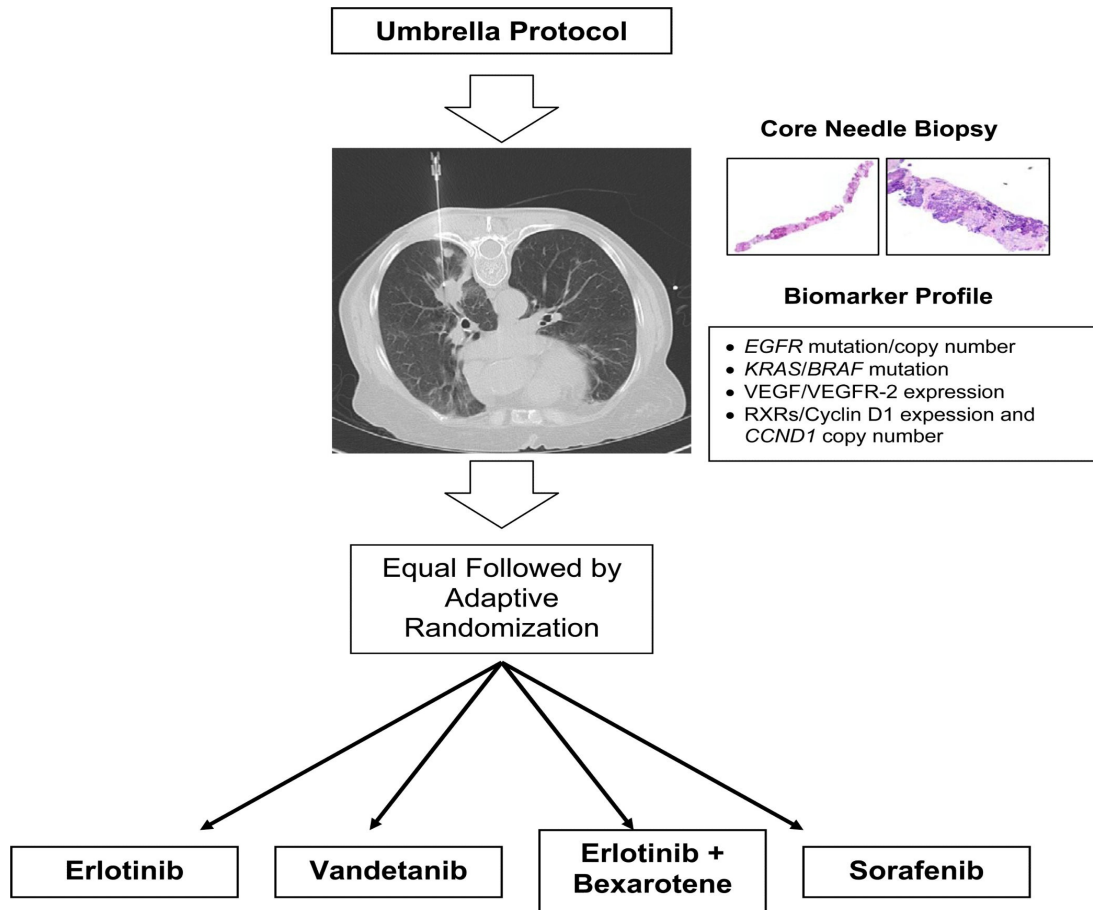 Umbrella Protocol
Core Needle Biopsy
Biomarker Profile
• EGFR mutation/copy number
• KRAS/BRAF mutation
• VEGF/VEGFR-2 expression
• RXRs/Cyclin D1 expession and
CCND1 copy number
Equal Followed by
Adaptive
Randomization
Erlotinib
Vandetanib
Erlotinib +
Bexarotene
Sorafenib